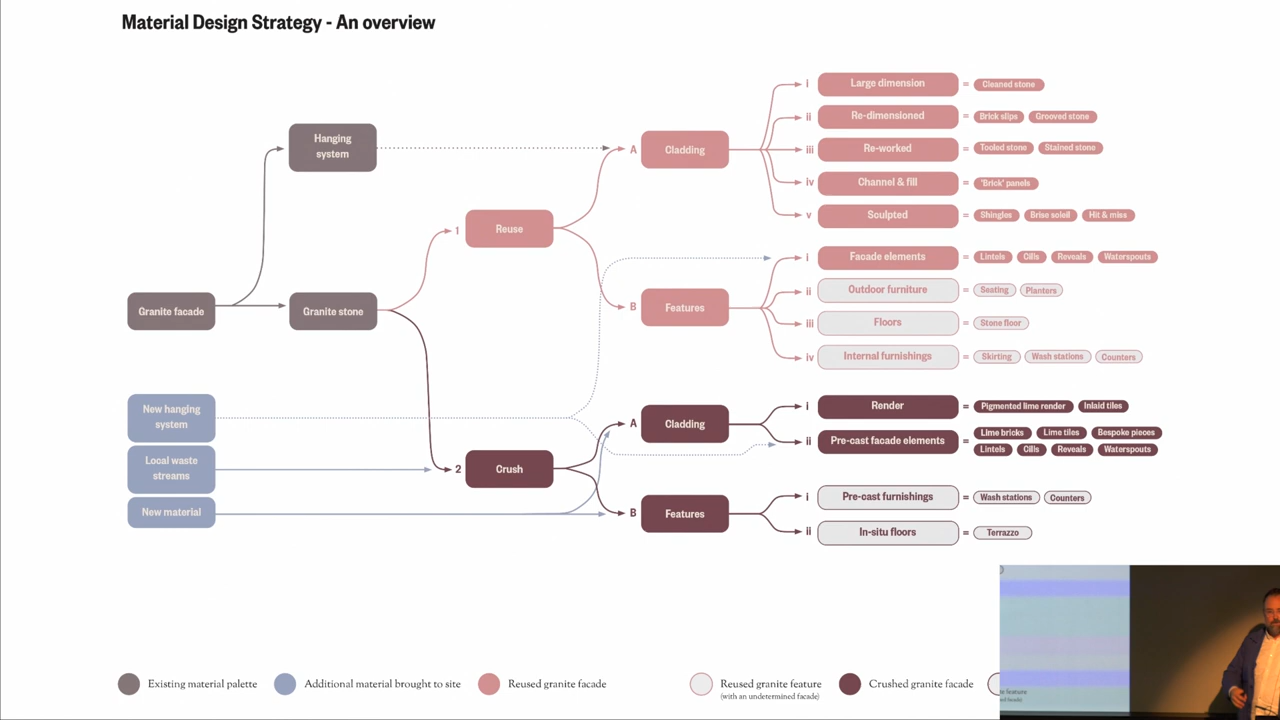 Material Design Strategy - An overview
Hanging
system
Granite facade
Granite stone
New hanging
system
Local waste
streams
New material
1
Reuse
2
Crush
A
Cladding
i
Large dimension
=
Cleaned stone
ii
Re-dimensioned
=
Brick slips
Grooved stone
iii
Re-worked
=
Tooled stone
Stained stone
iv
Channel & fill
=
'Brick' panels
v
Sculpted
=
Shingles
Brise soleil
Hit & miss
B
Features
i
Facade elements
=
Lintels
Cills
Reveals
Waterspouts
ii
Outdoor furniture
=
Seating
Planters
iii
Floors
=
Stone floor
iv
Internal furnishings
=
Skirting
Wash stations
Counters
A
Cladding
i
Render
=
Pigmented lime render
Inlaid tiles
ii
Pre-cast facade elements
=
Lime bricks
Lime tiles
Bespoke pieces
Lintels
Cills
Reveals
Waterspouts
B
Features
i
Pre-cast furnishings
=
Wash stations
Counters
ii
In-situ floors
=
Terrazzo
Existing material palette
Additional material brought to site
Reused granite facade
Reused granite feature
(with an undetermined facade)
Crushed granite facade
feature